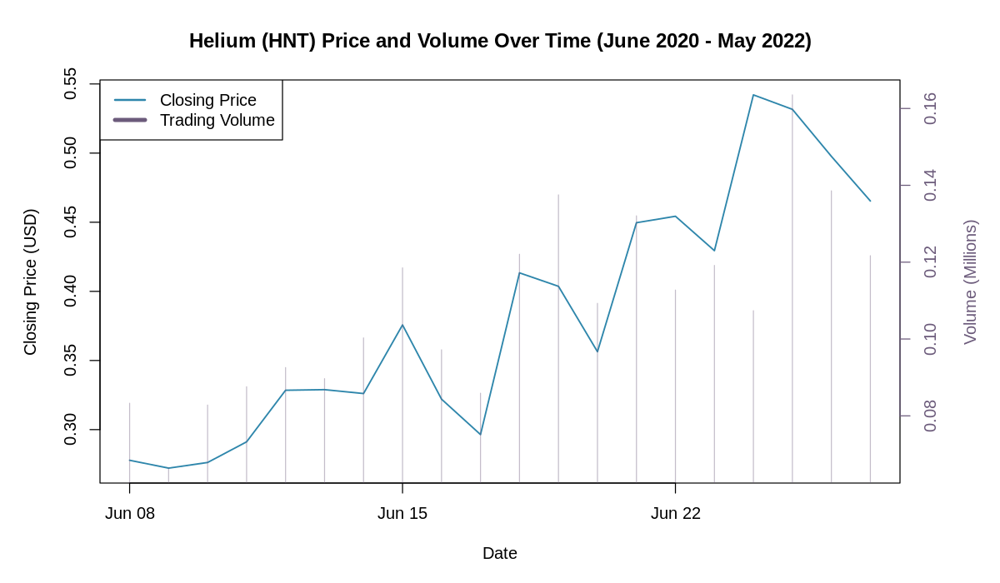 Helium (HNT) Price and Volume Over Time (June 2020 - May 2022)
Closing Price
Trading Volume
Closing Price (USD)
0.55
0.50
0.45
0.40
0.35
0.30
0.16
0.14
0.12
0.10
0.08
Volume (Millions)
Jun 08
Jun 15
Jun 22
Date